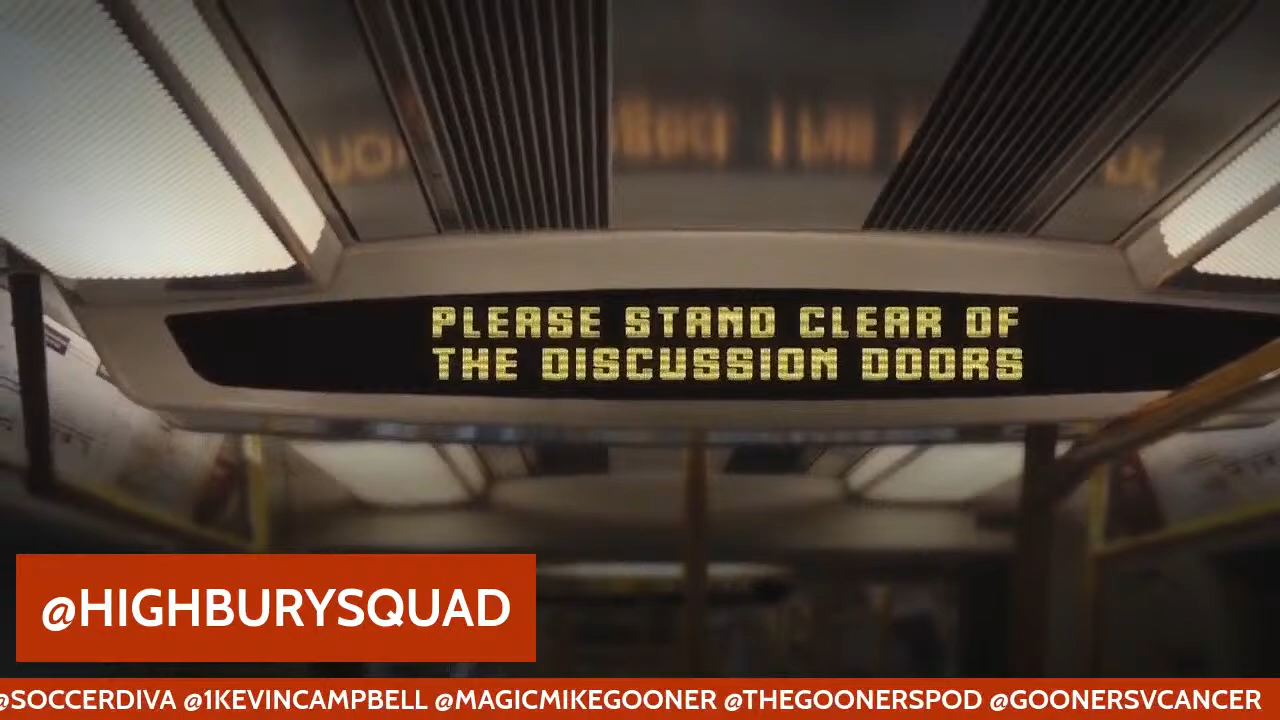 PLEASE STAND CLEAR OF
THE DISCUSSION DOORS
@HIGHBURYSQUAD
@SOCCERDIVA @1KEVINCAMPBELL @MAGICMIKEGOONER @THEGOONERSPOD @GOONERSVCANCER